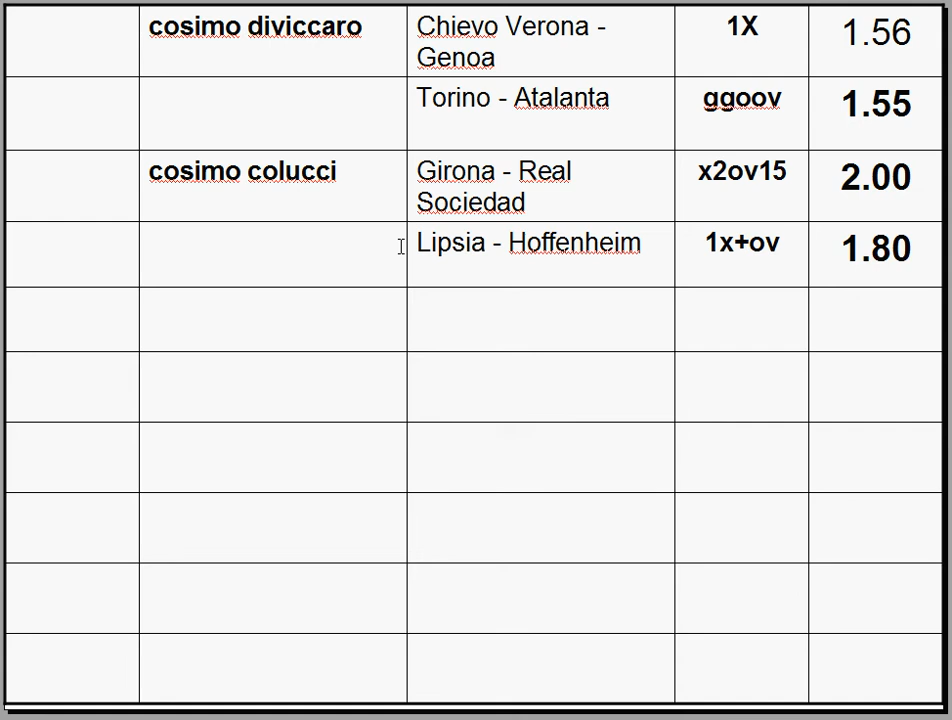 cosimo diviccaro Chievo Verona - 1X 1.56
Genoa
Torino - Atalanta ggoov 1.55
cosimo colucci Girona - Real x2ov15 2.00
Sociedad
Lipsia - Hoffenheim 1x+ov 1.80